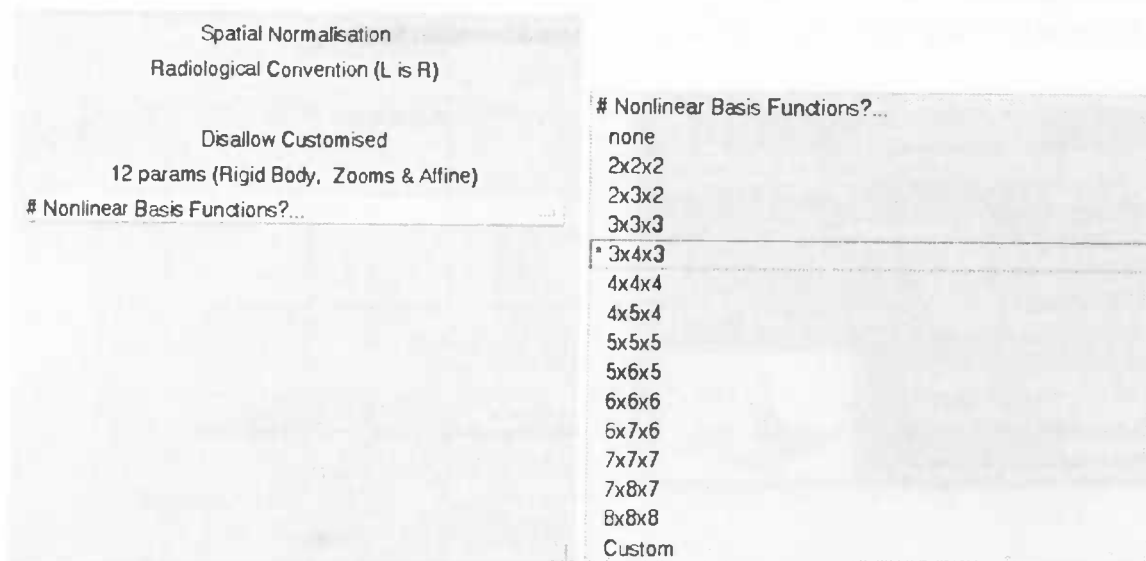 Spatial Normalisation
Radiological Convention (L is R)
Disallow Customised
12 params (Rigid Body, Zooms & Affine)
# Nonlinear Basis Functions?...
# Nonlinear Basis Functions?...
none
2x2x2
2x3x2
3x3x3
* 3x4x3
4x4x4
4x5x4
5x5x5
5x6x5
6x6x6
6x7x6
7x7x7
7x8x7
8x8x8
Custom